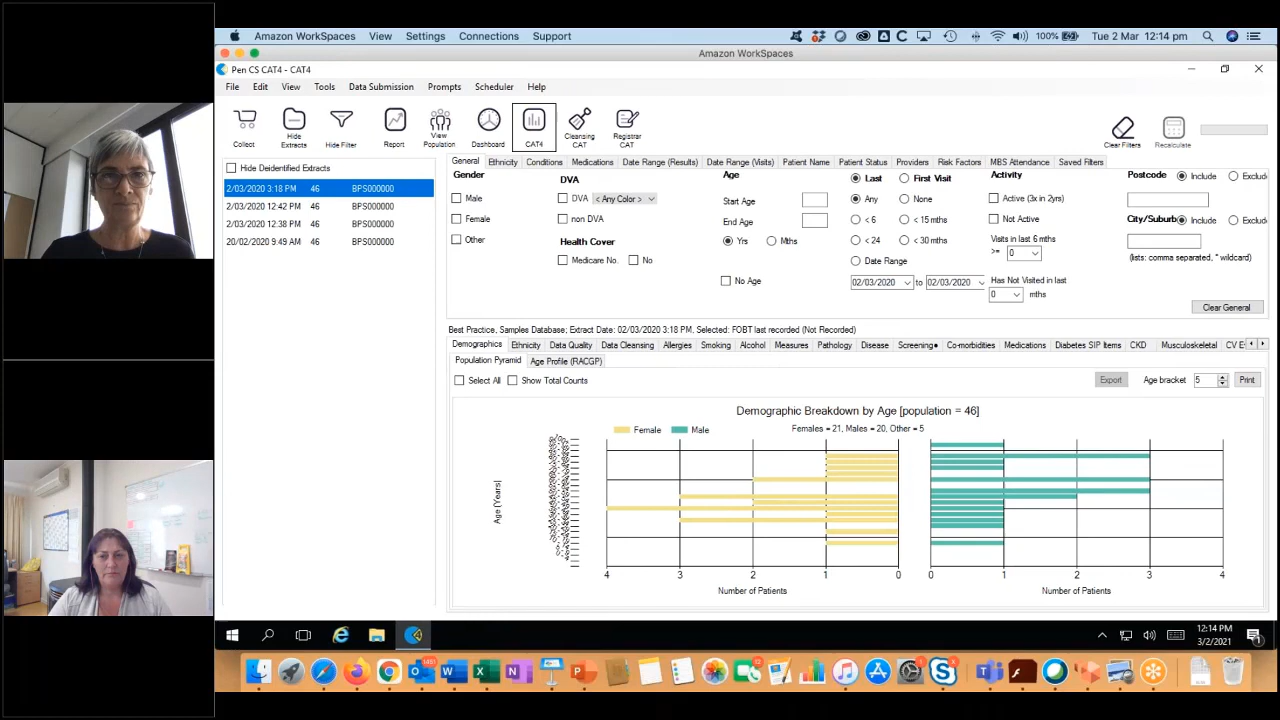 Amazon WorkSpaces View Settings Connections Support 100% Tue 2 Mar 12:14 pm
Amazon WorkSpaces
Pen CS CAT4 - CAT4
File Edit View Tools Data Submission Prompts Scheduler Help
Collect Hide Extracts Hide Filter Report View Population Dashboard CAT4 Cleansing CAT Registrar CAT Clear Filters Recalculate
Hide Deidentified Extracts
2/03/2020 3:18 PM 46 BPS000000
2/03/2020 12:42 PM 46 BPS000000
2/03/2020 12:38 PM 46 BPS000000
20/02/2020 9:49 AM 46 BPS000000
General Ethnicity Conditions Medications Date Range (Results) Date Range (Visits) Patient Name Patient Status Providers Risk Factors MBS Attendance Saved Filters
Gender
Male
Female
Other
DVA
DVA < Any Color >
non DVA
Health Cover
Medicare No. No
Age
Start Age
End Age
Yrs Mths
No Age
Last First Visit
Any None
< 6 < 15 mths
< 24 < 30 mths
Date Range
02/03/2020 to 02/03/2020
Activity
Active (3x in 2yrs)
Not Active
Visits in last 6 mths
>= 0
Has Not Visited in last
0 mths
Postcode Include Exclud
City/Suburb Include Exclud
(lists: comma separated, * wildcard)
Clear General
Best Practice, Samples Database; Extract Date: 02/03/2020 3:18 PM, Selected: FOBT last recorded (Not Recorded)
Demographics Ethnicity Data Quality Data Cleansing Allergies Smoking Alcohol Measures Pathology Disease Screening• Co-morbidities Medications Diabetes SIP Items CKD Musculoskeletal CV E
Population Pyramid Age Profile (RACGP)
Select All Show Total Counts Export Age bracket 5 Print
Demographic Breakdown by Age [population = 46]
Female Male Females = 21, Males = 20, Other = 5
Age (Years)
4 3 2 1 0 0 1 2 3 4
Number of Patients Number of Patients
12:14 PM
3/2/2021